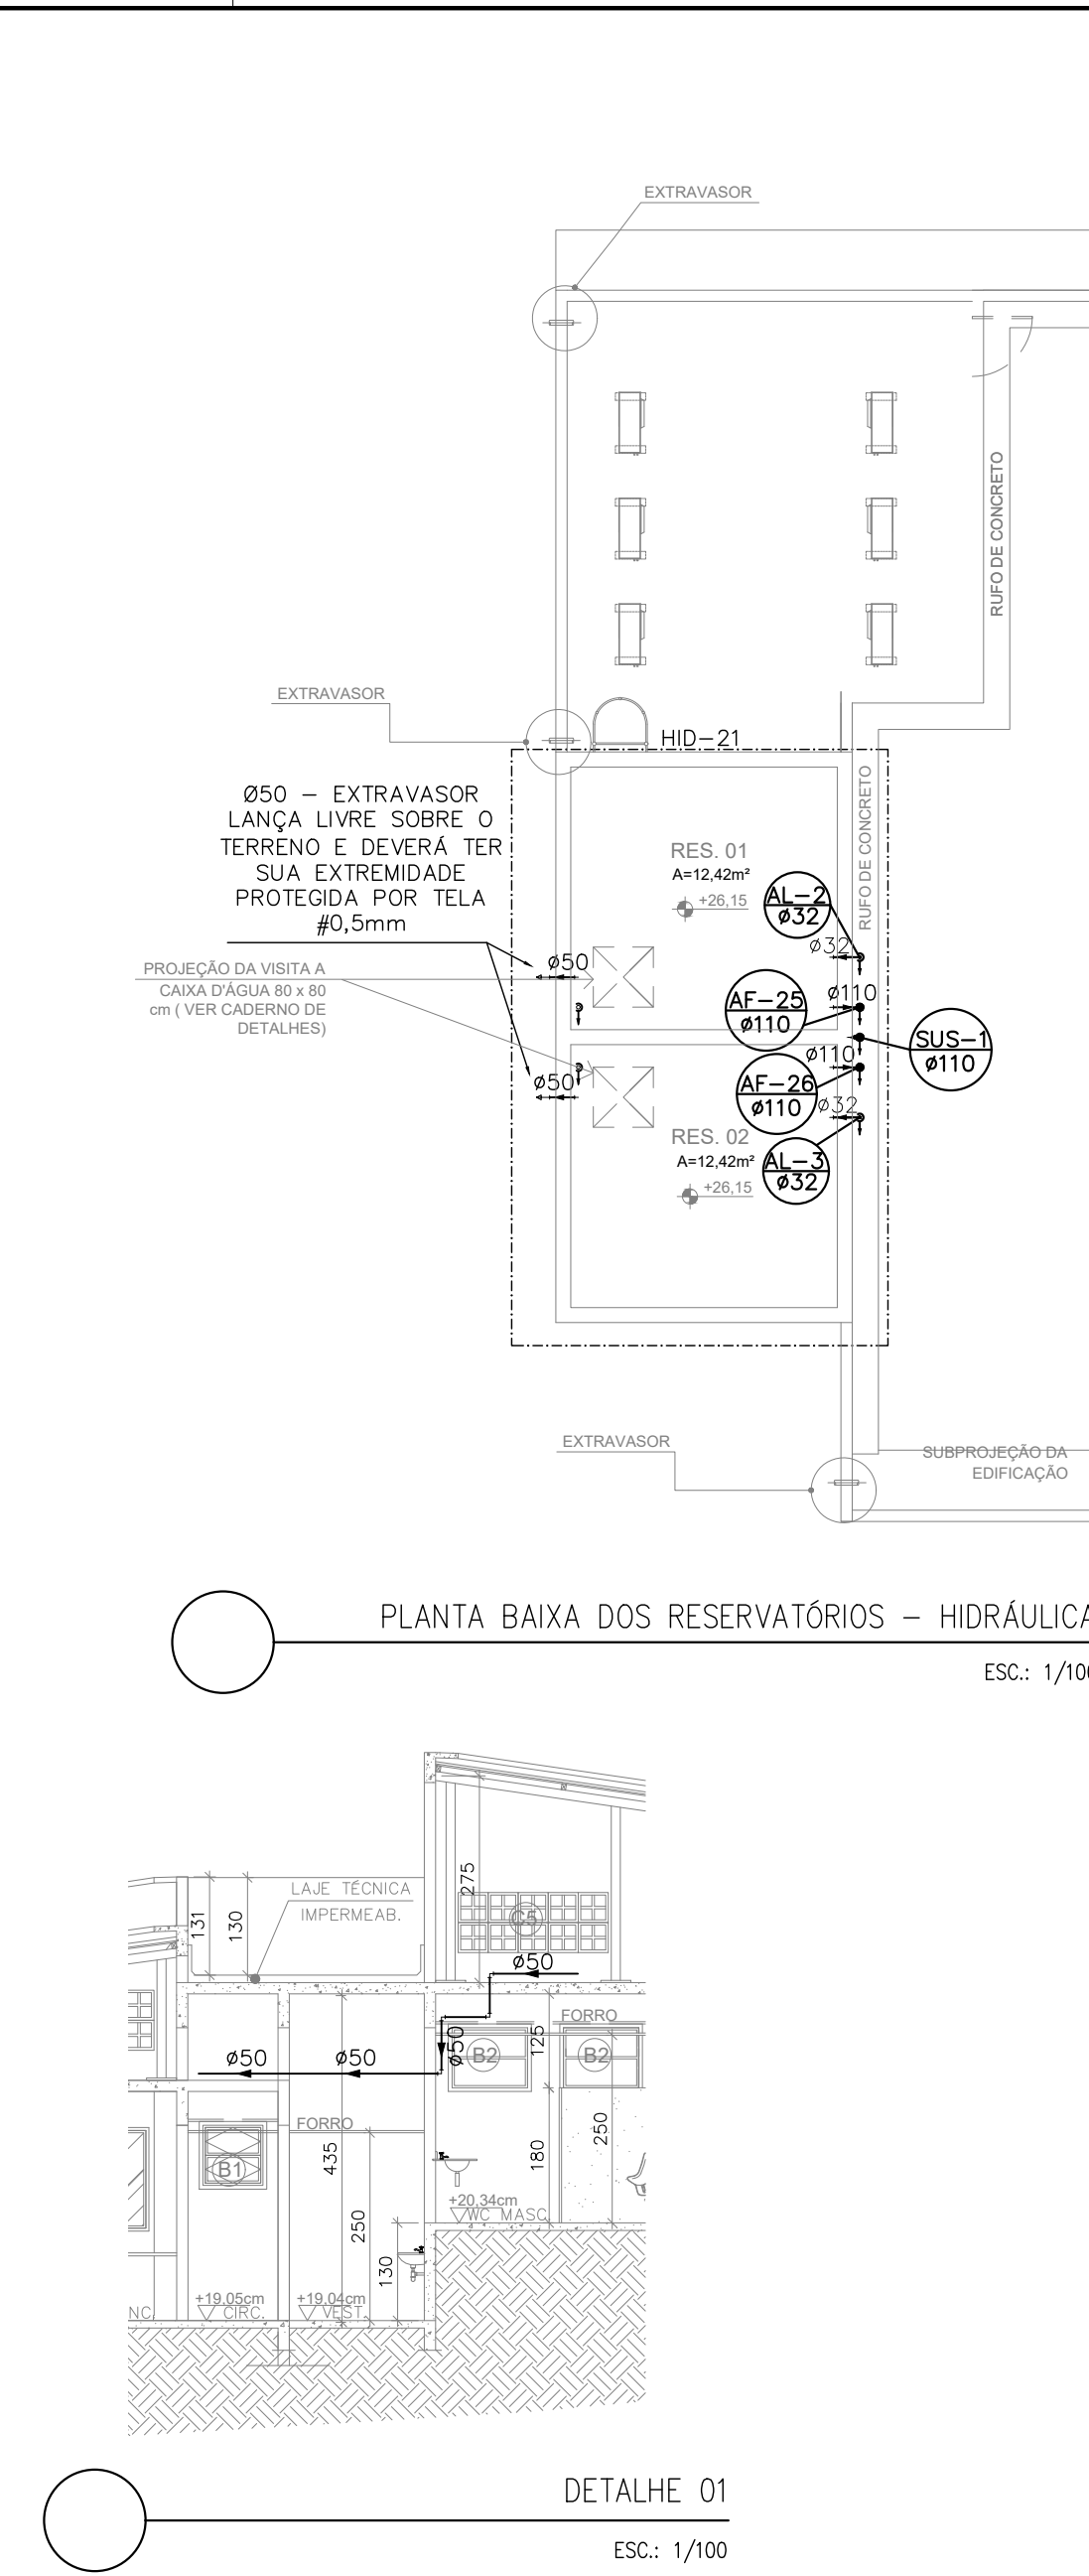 EXTRAVASOR
RUFO DE CONCRETO
EXTRAVASOR
HID-21
Ø50 - EXTRAVASOR
LANÇA LIVRE SOBRE O
TERRENO E DEVERÁ TER
SUA EXTREMIDADE
PROTEGIDA POR TELA
#0,5mm
RUFO DE CONCRETO
RES. 01
A=12,42m²
+26,15
AL-2
ø32
ø32
PROJEÇÃO DA VISITA A
CAIXA D'ÁGUA 80 x 80
cm ( VER CADERNO DE
DETALHES)
ø50
AF-25
ø110
ø110
SUS-1
ø110
ø110
ø50
AF-26
ø110
ø32
RES. 02
A=12,42m²
+26,15
AL-3
ø32
EXTRAVASOR
SUBPROJEÇÃO DA
EDIFICAÇÃO
PLANTA BAIXA DOS RESERVATÓRIOS - HIDRÁULICA
ESC.: 1/100
275
LAJE TÉCNICA
IMPERMEAB.
131
130
C5
ø50
FORRO
ø50
ø50
ø50
B2
125
B2
FORRO
435
B1
180
250
250
130
+20,34cm
WC MASC
+19,05cm
CIRC.
+19,04cm
VEST.
NC
DETALHE 01
ESC.: 1/100